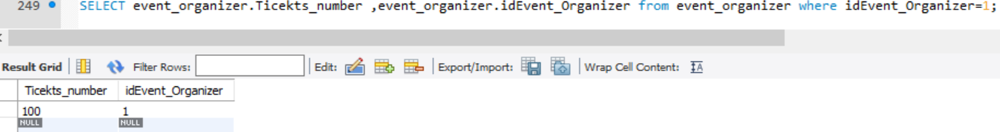 249 SELECT event_organizer.Ticekts_number ,event_organizer.idEvent_Organizer from event_organizer where idEvent_Organizer=1;
Result Grid Filter Rows: Edit: Export/Import: Wrap Cell Content: IA
Ticekts_number idEvent_Organizer
100 1
NULL NULL